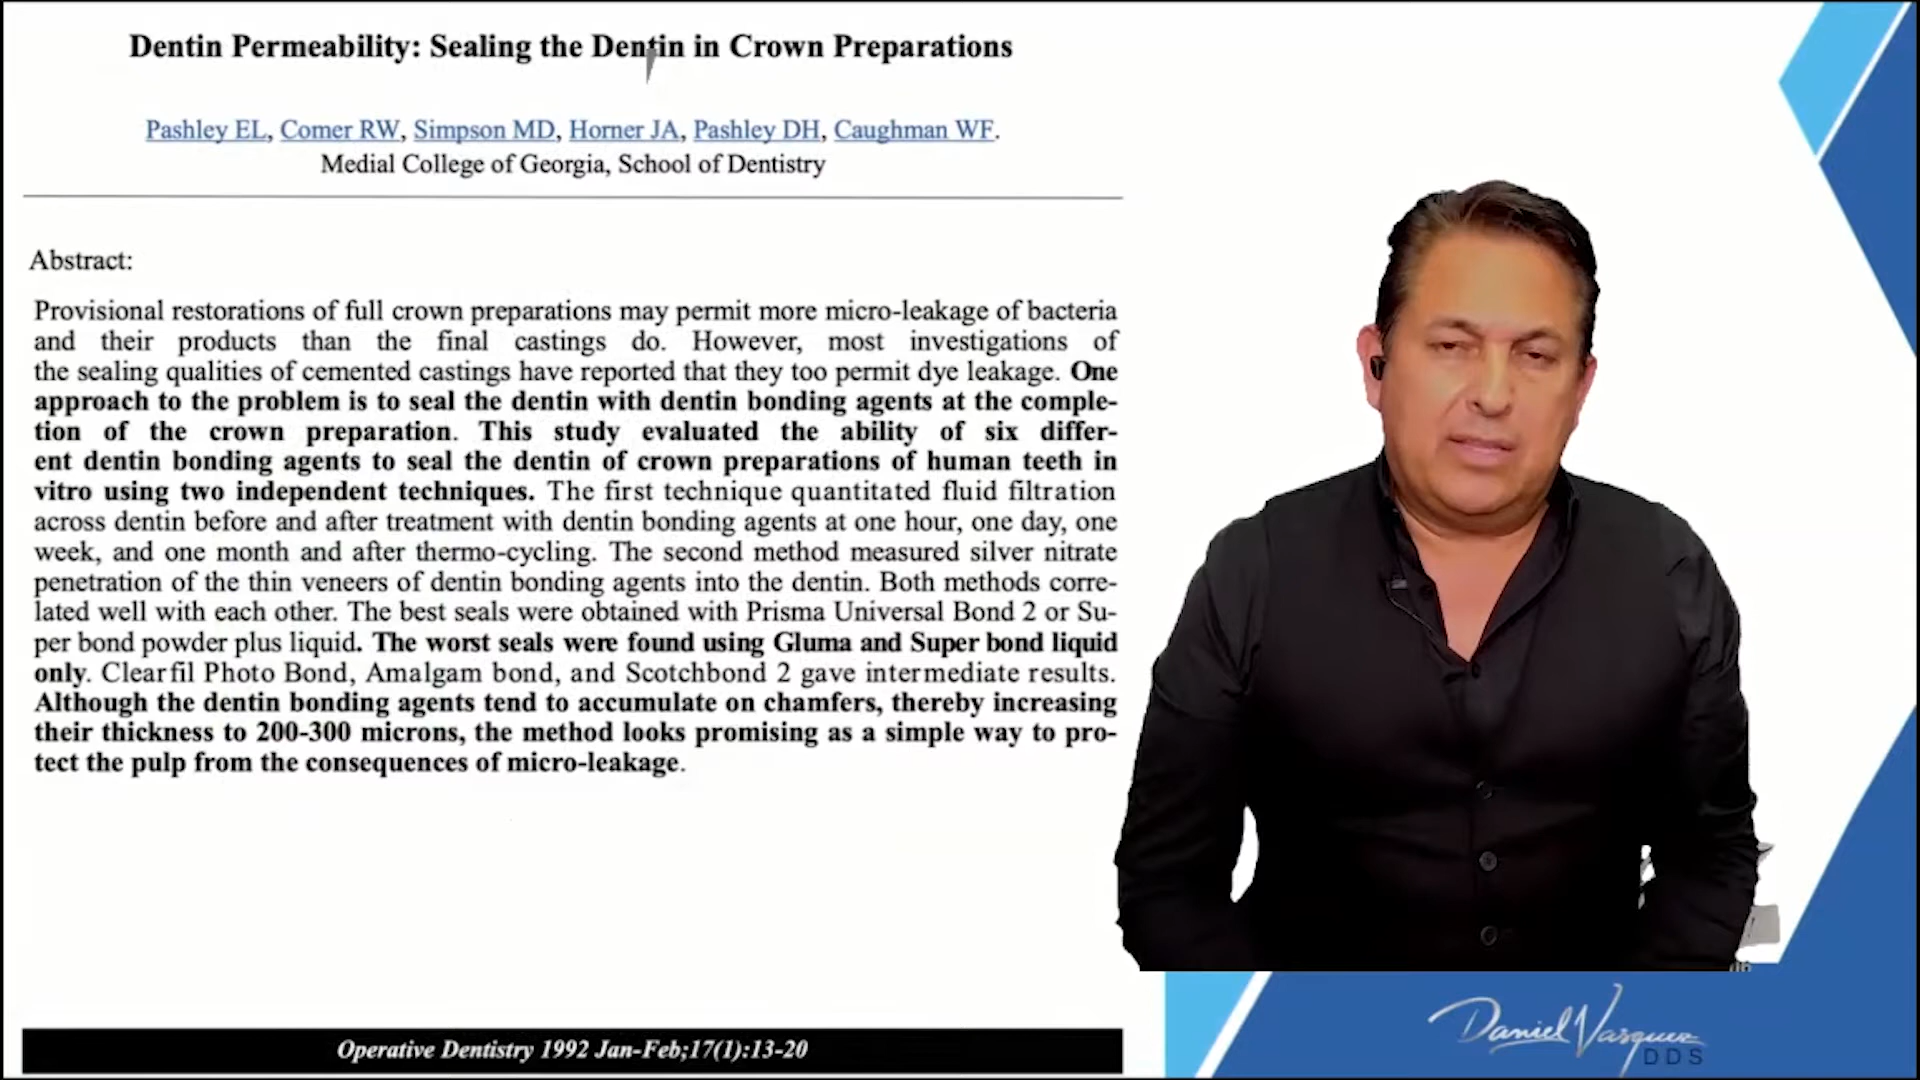 Dentin Permeability: Sealing the Dentin in Crown Preparations
Pashley EL, Comer RW, Simpson MD, Horner JA, Pashley DH, Caughman WF.
Medial College of Georgia, School of Dentistry
Abstract:
Provisional restorations of full crown preparations may permit more micro-leakage of bacteria
and their products than the final castings do. However, most investigations of
the sealing qualities of cemented castings have reported that they too permit dye leakage. One
approach to the problem is to seal the dentin with dentin bonding agents at the comple-
tion of the crown preparation. This study evaluated the ability of six differ-
ent dentin bonding agents to seal the dentin of crown preparations of human teeth in
vitro using two independent techniques. The first technique quantitated fluid filtration
across dentin before and after treatment with dentin bonding agents at one hour, one day, one
week, and one month and after thermo-cycling. The second method measured silver nitrate
penetration of the thin veneers of dentin bonding agents into the dentin. Both methods corre-
lated well with each other. The best seals were obtained with Prisma Universal Bond 2 or Su-
per bond powder plus liquid. The worst seals were found using Gluma and Super bond liquid
only. Clearfil Photo Bond, Amalgam bond, and Scotchbond 2 gave intermediate results.
Although the dentin bonding agents tend to accumulate on chamfers, thereby increasing
their thickness to 200-300 microns, the method looks promising as a simple way to pro-
tect the pulp from the consequences of micro-leakage.
Operative Dentistry 1992 Jan-Feb;17(1):13-20
Daniel Vasquez
DDS